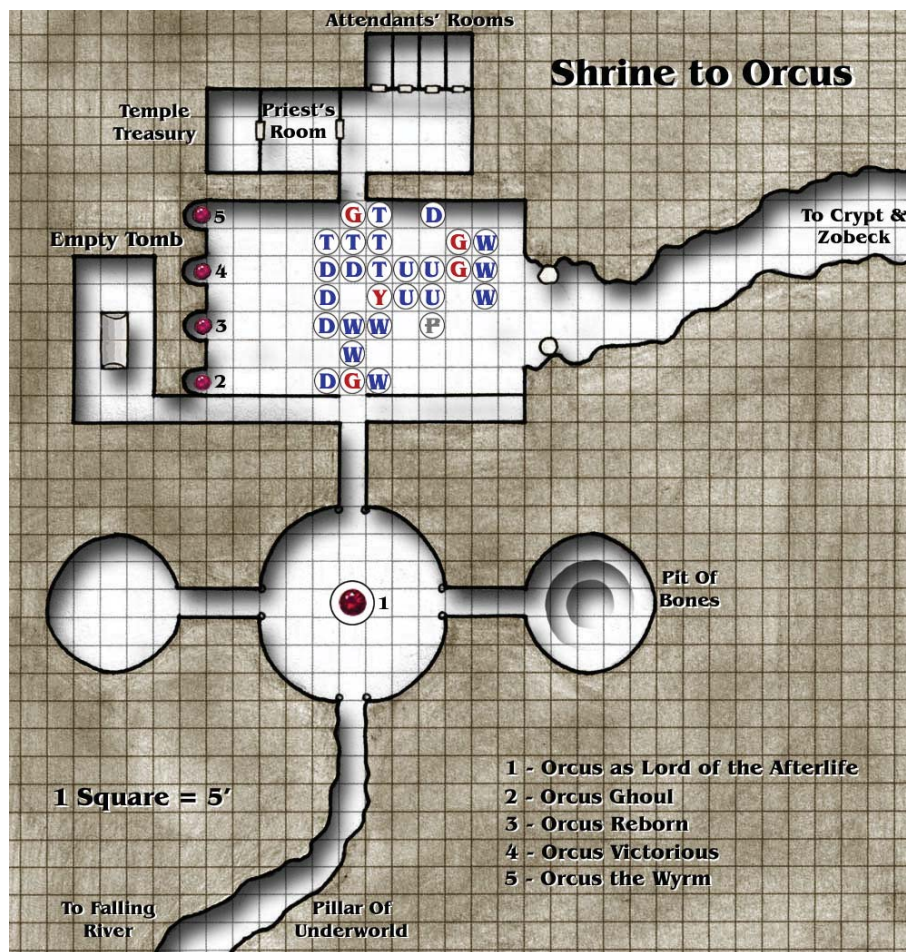 Attendants' Rooms
Shrine to Orcus
Temple
Treasury
Priest's
Room
5
G T D
To Crypt &
Zobeck
Empty Tomb
T T T G W
4
D D T U U G W
D Y U U W
3
D W W P
W
2
D G W
1
Pit Of
Bones
1 - Orcus as Lord of the Afterlife
1 Square = 5'
2 - Orcus Ghoul
3 - Orcus Reborn
4 - Orcus Victorious
5 - Orcus the Wyrm
To Falling
River
Pillar Of
Underworld